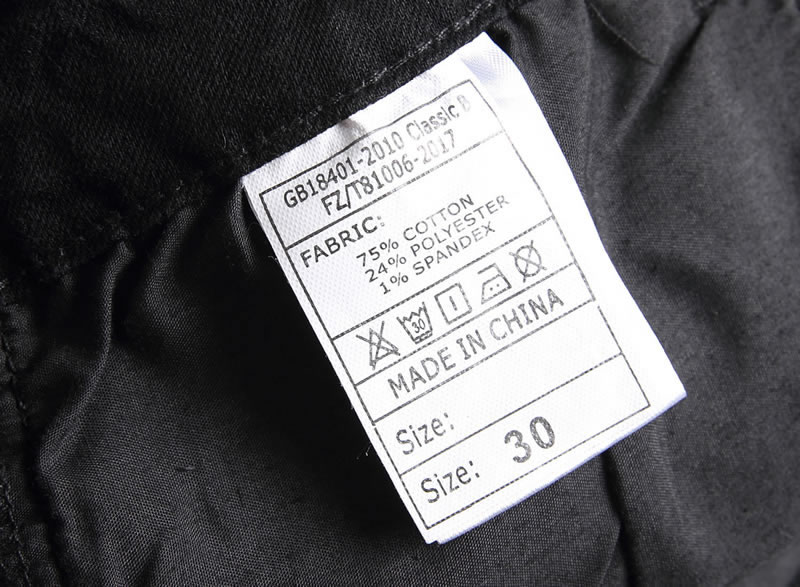 GB18401-2010 Classic B
FZ/T81006-2017
FABRIC:
75% COTTON
24% POLYESTER
1% SPANDEX
30
MADE IN CHINA
Size:
Size: 30